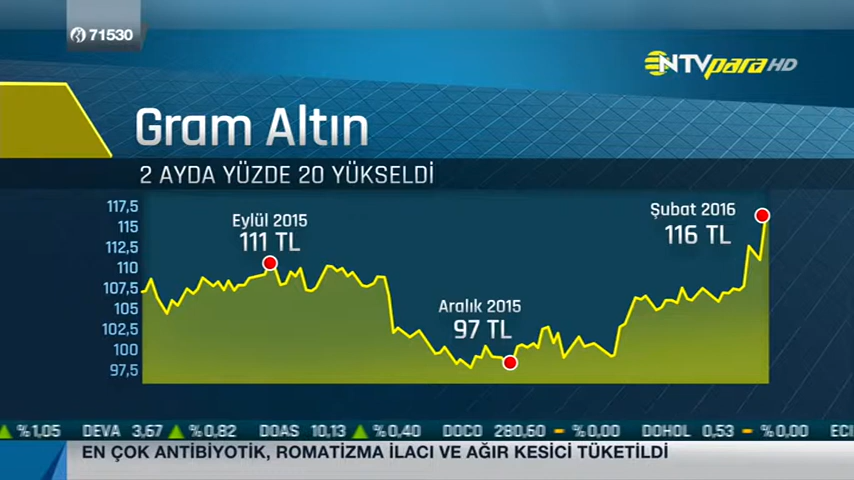 71530
NTVpara HD
Gram Altın
2 AYDA YÜZDE 20 YÜKSELDİ
117,5
115
112,5
110
107,5
105
102,5
100
97,5
Eylül 2015
111 TL
Aralık 2015
97 TL
Şubat 2016
116 TL
%1,05 DEVA 3,67 %0,82 DOAS 10,13 %0,40 DOCO 280,60 %0,00 DOHOL 0,53 %0,00 ECI
EN ÇOK ANTİBİYOTİK, ROMATİZMA İLACI VE AĞIR KESİCİ TÜKETİLDİ